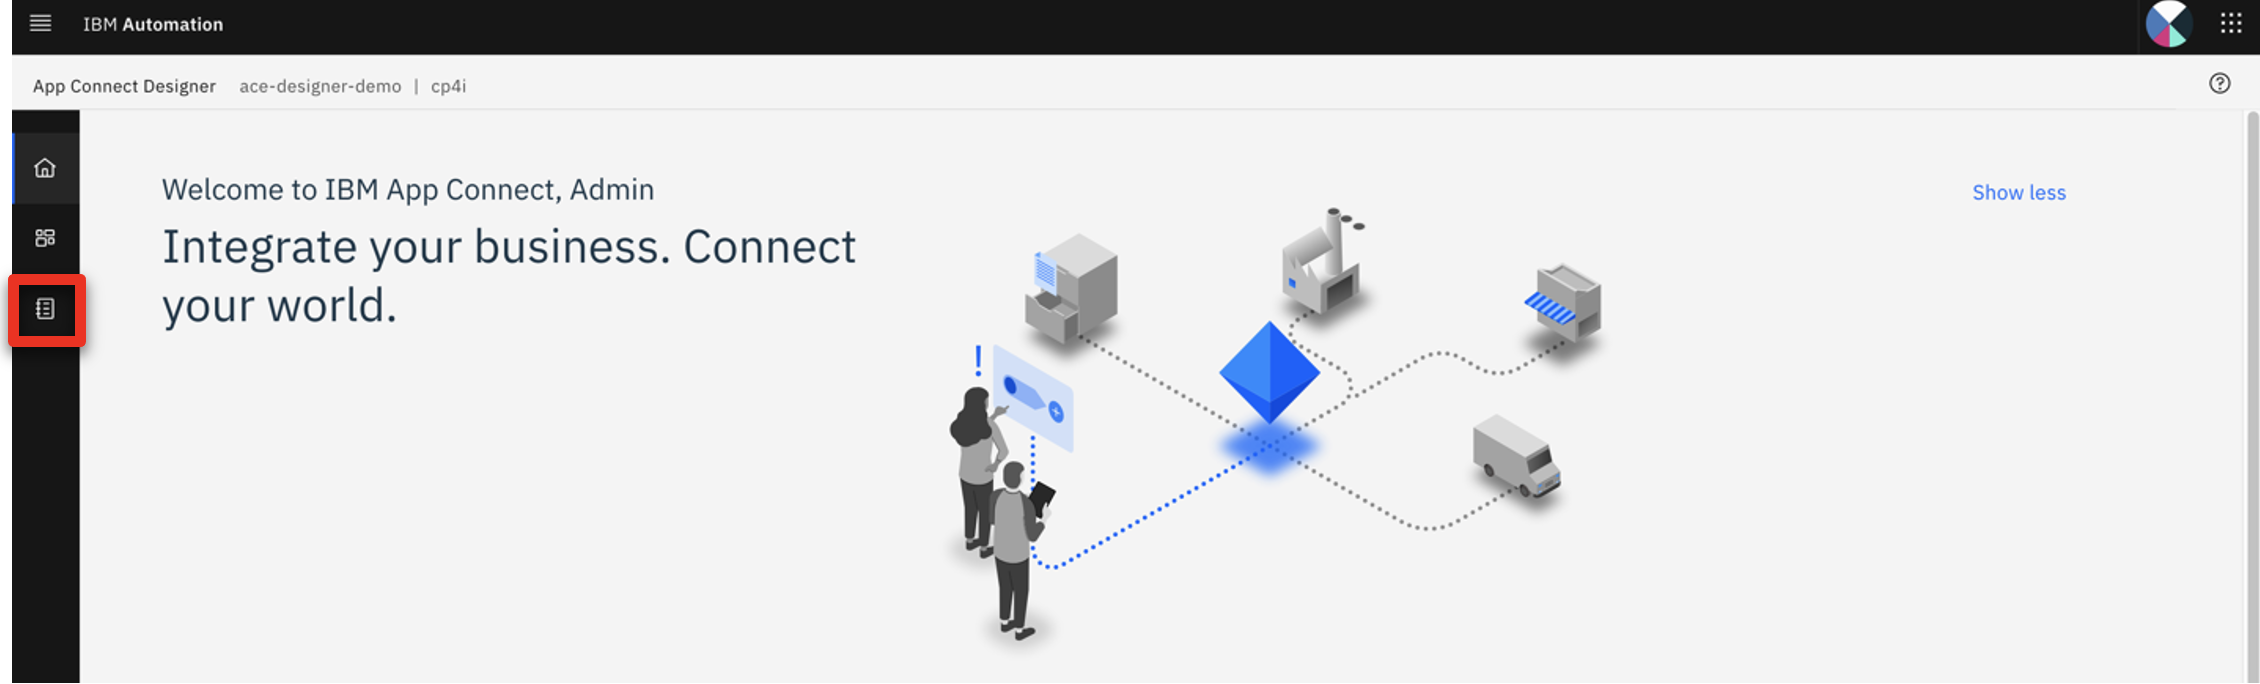 IBM Automation
App Connect Designer ace-designer-demo | cp4i
Welcome to IBM App Connect, Admin
Show less
Integrate your business. Connect
your world.
!